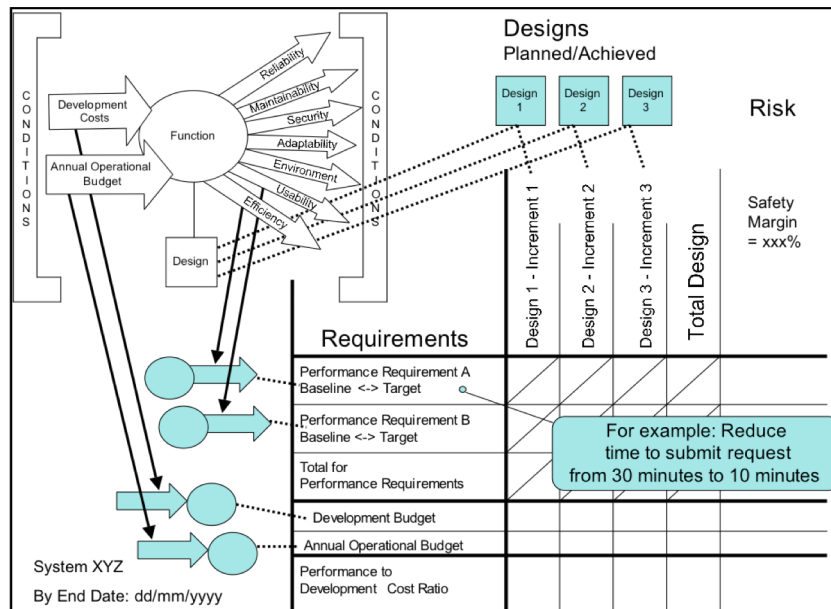 Designs
Planned/Achieved
CONDITIONS
Development
Costs
Annual Operational
Budget
Function
Reliability
Maintainability
Security
Adaptability
Environment
Usability
Efficiency
Design
CONDITIONS
Design
1
Design
2
Design
3
Risk
Design 1 - Increment 1
Design 2 - Increment 2
Design 3 - Increment 3
Total Design
Safety
Margin
= xxx%
Requirements
Performance Requirement A
Baseline <-> Target
Performance Requirement B
Baseline <-> Target
Total for
Performance Requirements
For example: Reduce
time to submit request
from 30 minutes to 10 minutes
Development Budget
Annual Operational Budget
Performance to
Development Cost Ratio
System XYZ
By End Date: dd/mm/yyyy